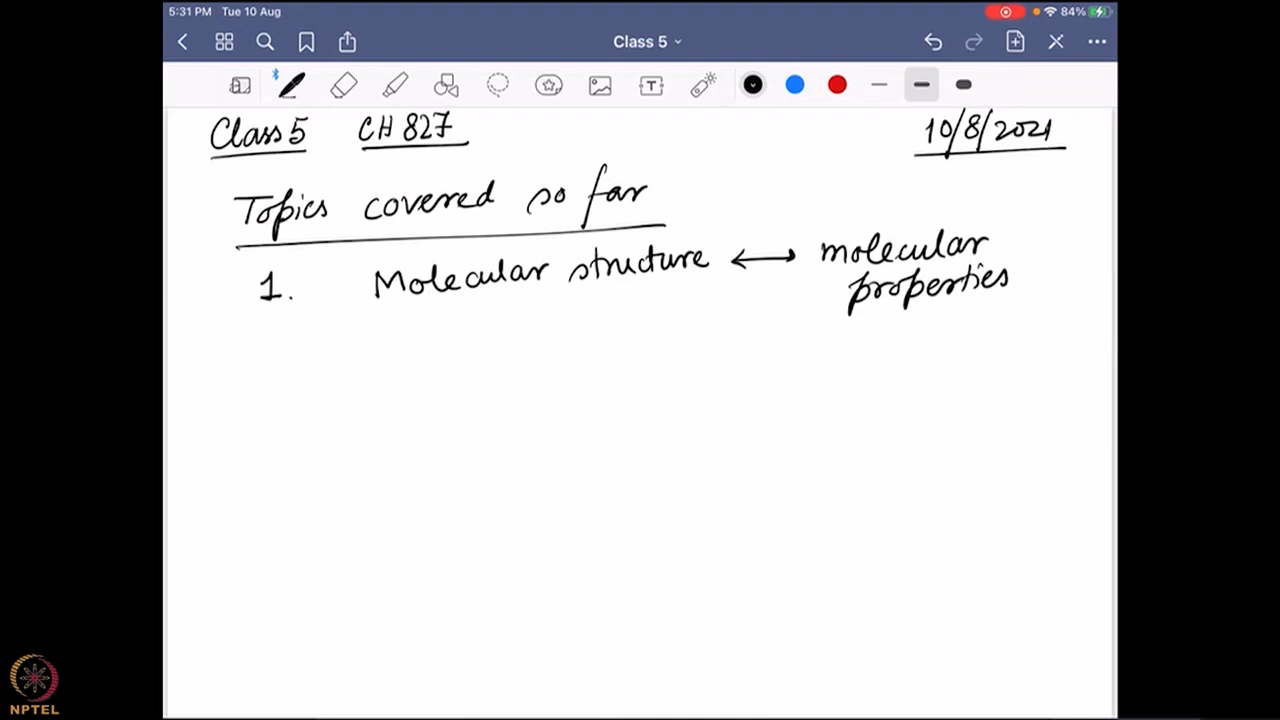 5:31 PM Tue 10 Aug 84%
Class 5
T
Class 5 CH 827 10/8/2021
Topics covered so far
1. Molecular structure ⟷ molecular
properties
NPTEL